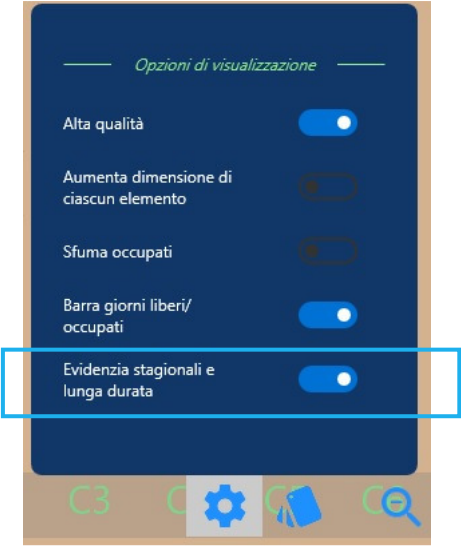 Opzioni di visualizzazione
Alta qualità
Aumenta dimensione di
ciascun elemento
Sfuma occupati
Barra giorni liberi/
occupati
Evidenzia stagionali e
lunga durata
C3